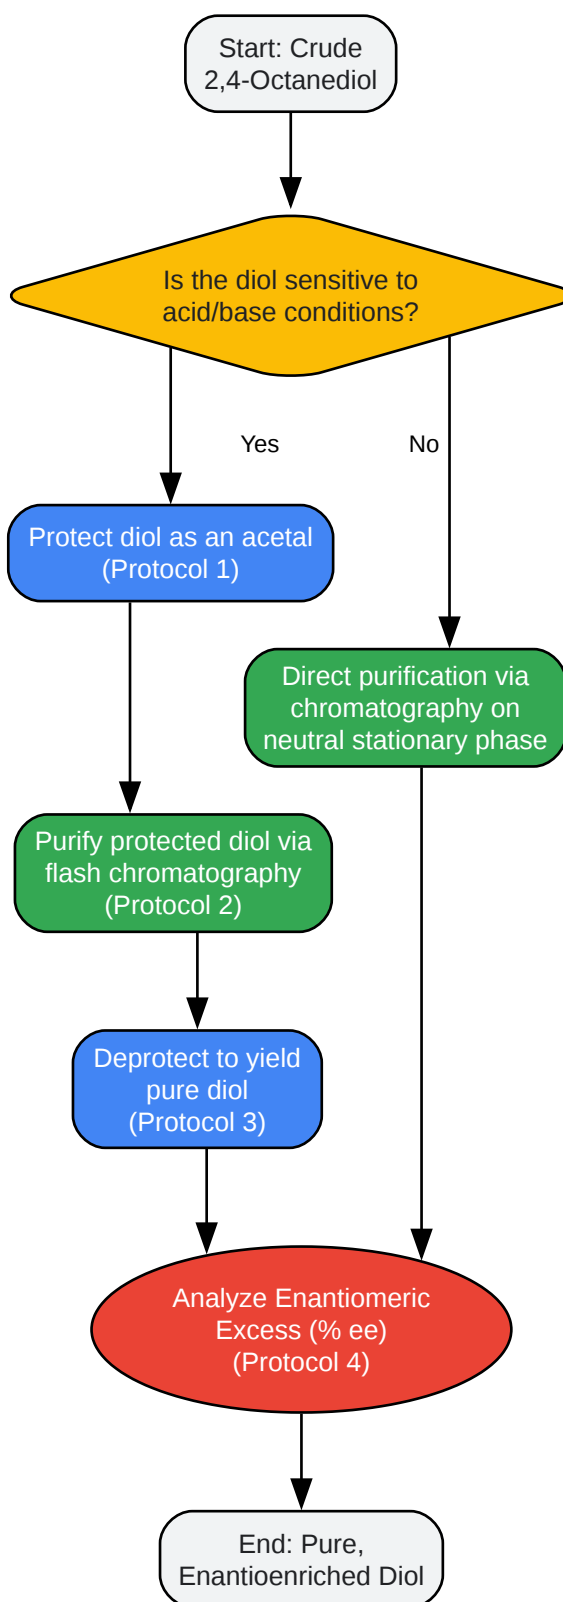 Start: Crude
2,4-Octanediol
Is the diol sensitive to
acid/base conditions?
Yes
No
Protect diol as an acetal
(Protocol 1)
Direct purification via
chromatography on
neutral stationary phase
Purify protected diol via
flash chromatography
(Protocol 2)
Deprotect to yield
pure diol
(Protocol 3)
Analyze Enantiomeric
Excess (% ee)
(Protocol 4)
End: Pure,
Enantioenriched Diol